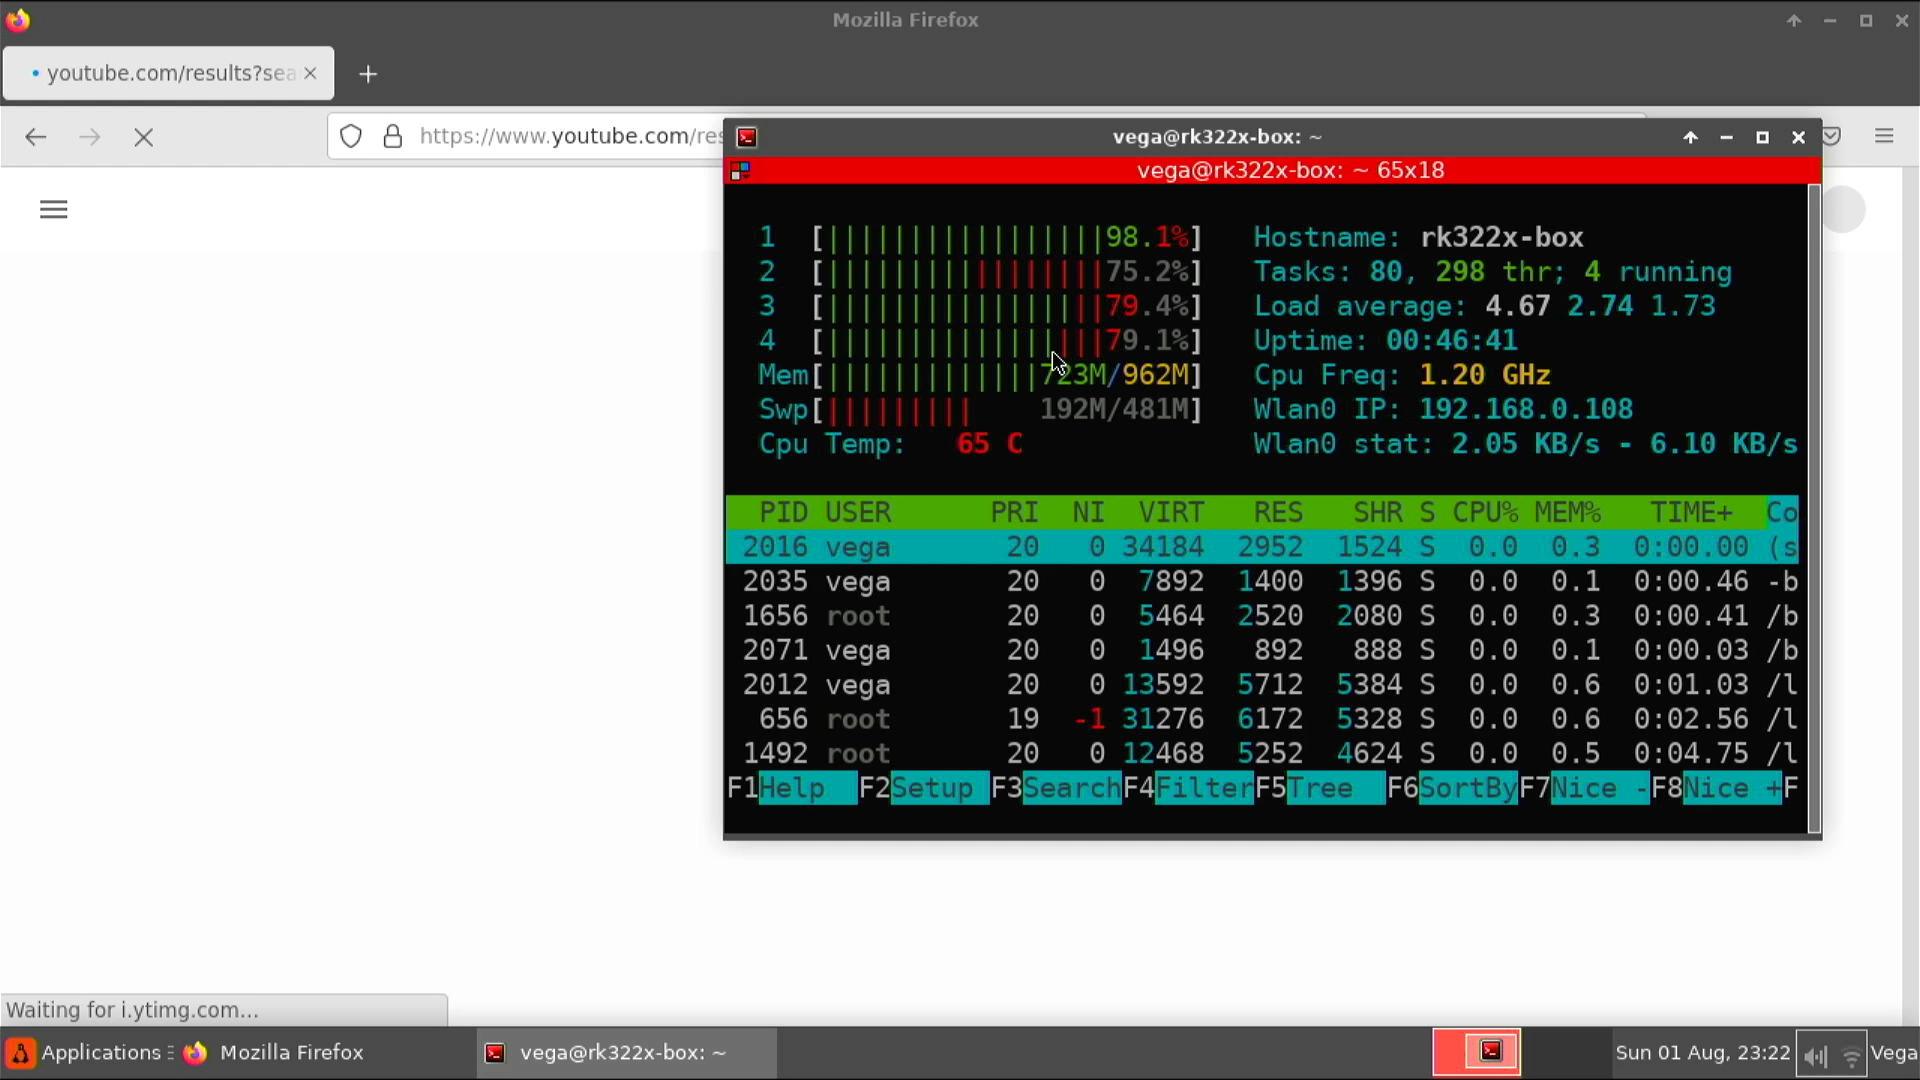 Mozilla Firefox
youtube.com/results?sea
https://www.youtube.com/res
vega@rk322x-box: ~
vega@rk322x-box: ~ 65x18
1 [|||||||||||||||||98.1%] Hostname: rk322x-box
2 [|||||||||||||||||75.2%] Tasks: 80, 298 thr; 4 running
3 [|||||||||||||||||79.4%] Load average: 4.67 2.74 1.73
4 [|||||||||||||||||79.1%] Uptime: 00:46:41
Mem[|||||||||||||723M/962M] Cpu Freq: 1.20 GHz
Swp[||||||||| 192M/481M] Wlan0 IP: 192.168.0.108
Cpu Temp: 65 C Wlan0 stat: 2.05 KB/s - 6.10 KB/s
PID USER PRI NI VIRT RES SHR S CPU% MEM% TIME+ Co
2016 vega 20 0 34184 2952 1524 S 0.0 0.3 0:00.00 (s
2035 vega 20 0 7892 1400 1396 S 0.0 0.1 0:00.46 -b
1656 root 20 0 5464 2520 2080 S 0.0 0.3 0:00.41 /b
2071 vega 20 0 1496 892 888 S 0.0 0.1 0:00.03 /b
2012 vega 20 0 13592 5712 5384 S 0.0 0.6 0:01.03 /l
656 root 19 -1 31276 6172 5328 S 0.0 0.6 0:02.56 /l
1492 root 20 0 12468 5252 4624 S 0.0 0.5 0:04.75 /l
F1Help F2Setup F3SearchF4FilterF5Tree F6SortByF7Nice -F8Nice +F
Waiting for i.ytimg.com...
Applications Mozilla Firefox vega@rk322x-box: ~ Sun 01 Aug, 23:22 Vega